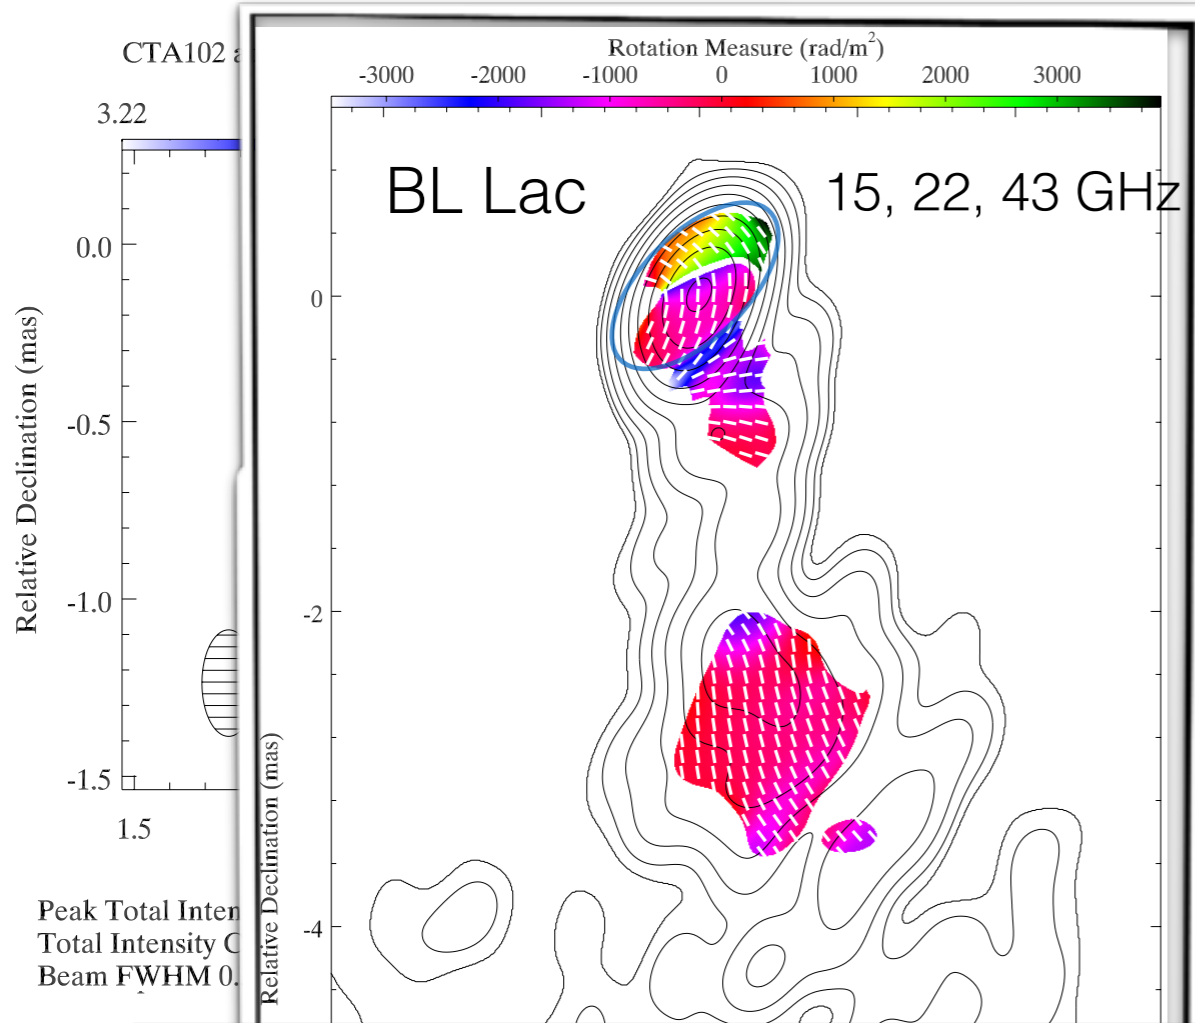 CTA102
3.22
0.0
-0.5
-1.0
-1.5
1.5
Relative Declination (mas)
Peak Total
Total Intensity
Beam FWHM 0.
Rotation Measure (rad/m²)
-3000 -2000 -1000 0 1000 2000 3000
BL Lac
15, 22, 43 GHz
0
-2
-4
Relative Declination (mas)